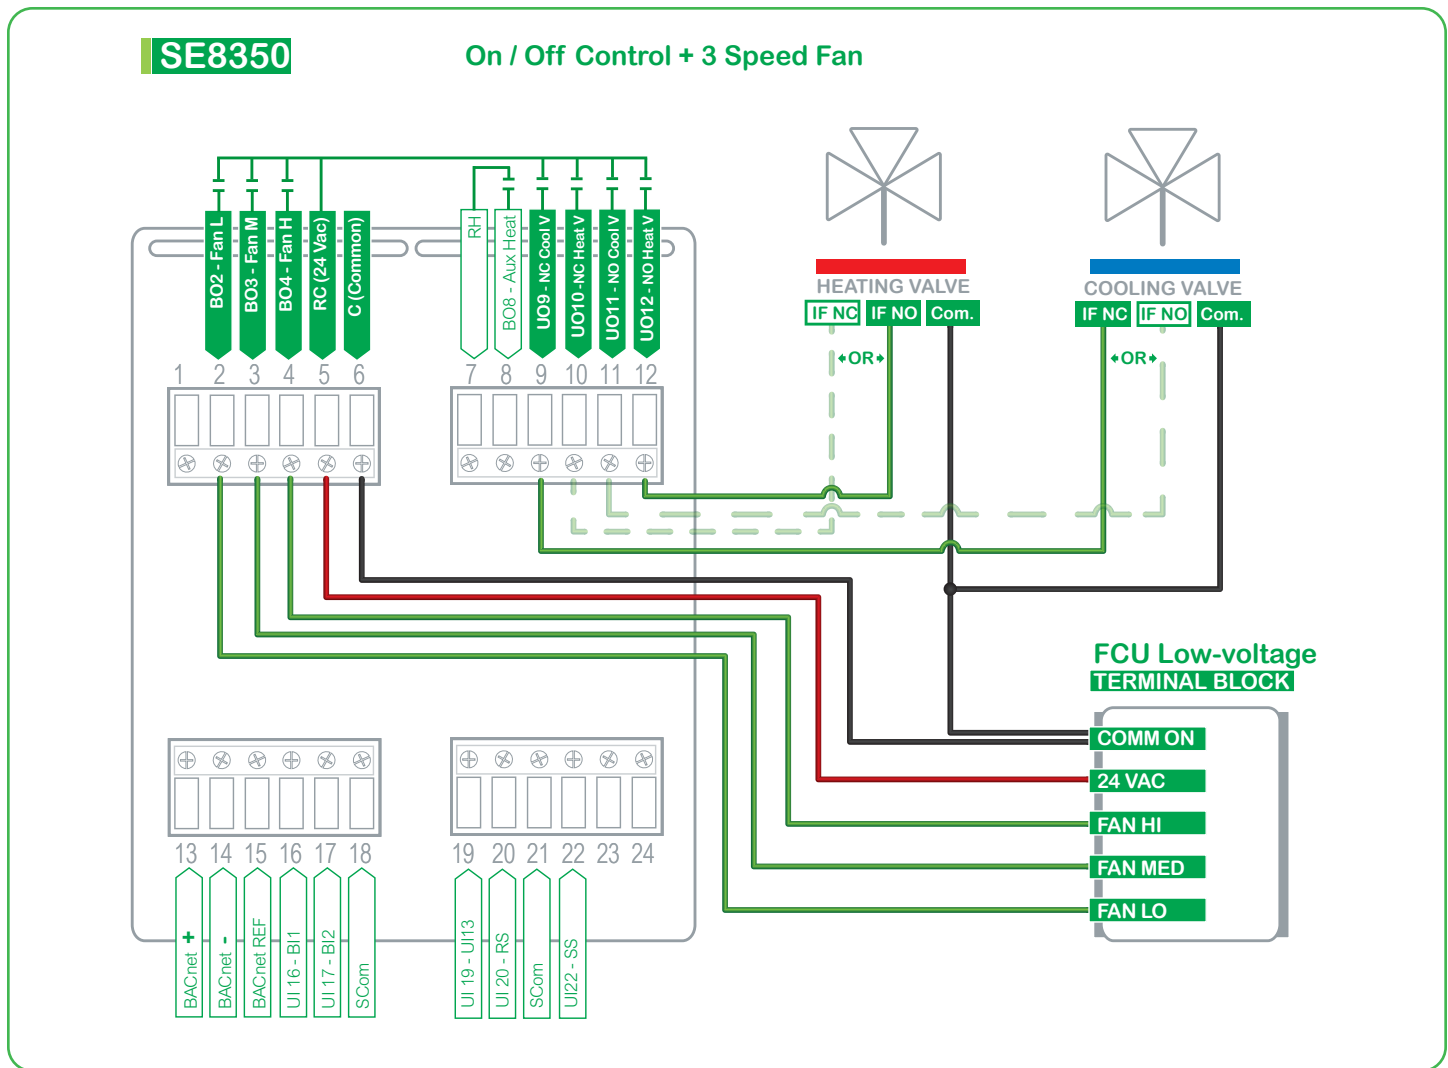 SE8350
On / Off Control + 3 Speed Fan
BO2 - Fan L
BO3 - Fan M
BO4 - Fan H
RC (24 Vac)
C (Common)
RH
BO8 - Aux Heat
UO9 - NC Cool V
UO10 -NC Heat V
UO11 - NO Cool V
UO12 - NO Heat V
1 2 3 4 5 6
7 8 9 10 11 12
HEATING VALVE
IF NC IF NO Com.
OR
COOLING VALVE
IF NC IF NO Com.
OR
FCU Low-voltage
TERMINAL BLOCK
COMM ON
24 VAC
FAN HI
FAN MED
FAN LO
13 14 15 16 17 18
19 20 21 22 23 24
BACnet +
BACnet -
BACnet REF
UI 16 - BI1
UI 17 - BI2
SCom
UI 19 - UI13
UI 20 - RS
SCom
UI22 - SS